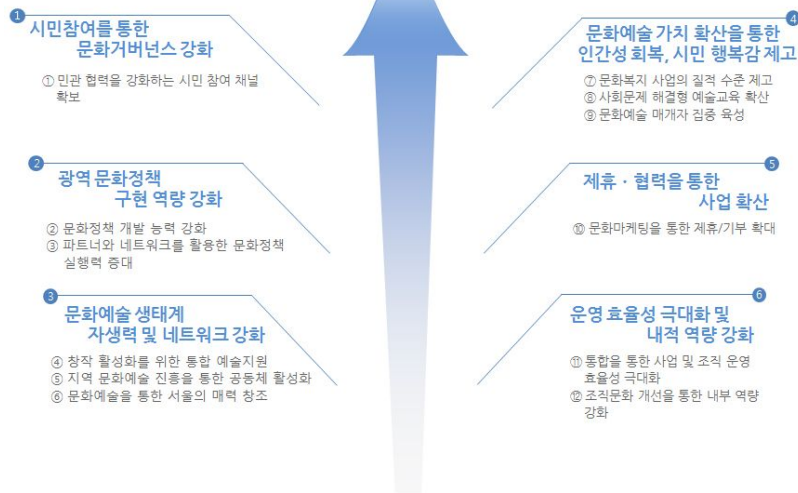 1
시민참여를 통한
문화거버넌스 강화
① 민관 협력을 강화하는 시민 참여 채널
확보
2
광역 문화정책
구현 역량 강화
② 문화정책 개발 능력 강화
③ 파트너와 네트워크를 활용한 문화정책
실행력 증대
3
문화예술 생태계
자생력 및 네트워크 강화
④ 창작 활성화를 위한 통합 예술지원
⑤ 지역 문화예술 진흥을 통한 공동체 활성화
⑥ 문화예술을 통한 서울의 매력 창조
4
문화예술 가치 확산을 통한
인간성 회복, 시민 행복감 제고
⑦ 문화복지 사업의 질적 수준 제고
⑧ 사회문제 해결형 예술교육 확산
⑨ 문화예술 매개자 집중 육성
5
제휴 · 협력을 통한
사업 확산
⑩ 문화마케팅을 통한 제휴/기부 확대
6
운영 효율성 극대화 및
내적 역량 강화
⑪ 통합을 통한 사업 및 조직 운영
효율성 극대화
⑫ 조직문화 개선을 통한 내부 역량
강화